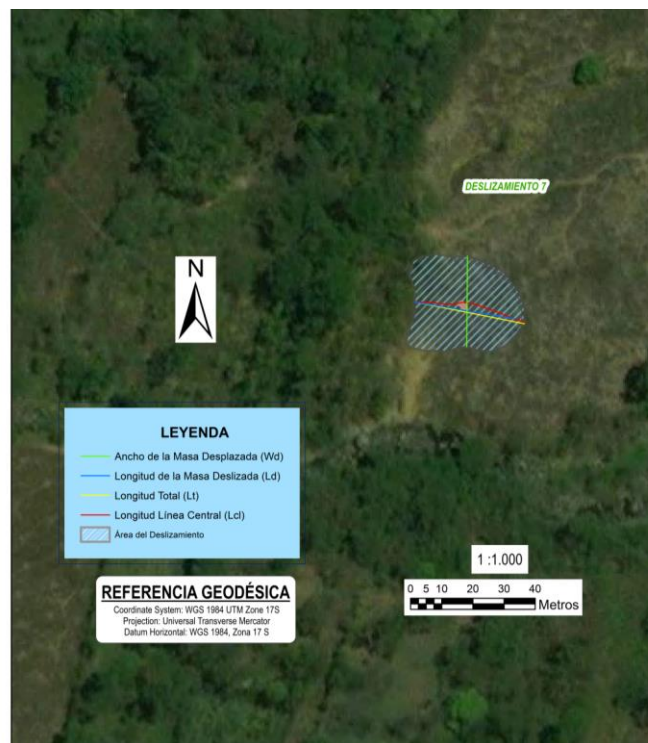 DESLIZAMIENTO 7
N
LEYENDA
Ancho de la Masa Desplazada (Wd)
Longitud de la Masa Deslizada (Ld)
Longitud Total (Lt)
Longitud Línea Central (Lcl)
Área del Deslizamiento
1 :1.000
0 5 10 20 30 40
Metros
REFERENCIA GEODÉSICA
Coordinate System: WGS 1984 UTM Zone 17S
Projection: Universal Transverse Mercator
Datum Horizontal: WGS 1984, Zona 17 S